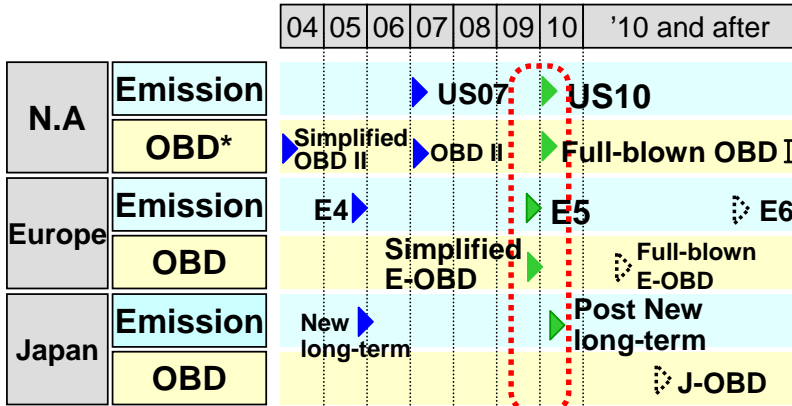 04 05 06 07 08 09 10 '10 and after
N.A
Emission
US07
US10
OBD*
Simplified
OBD II
OBD II
Full-blown OBD I
Europe
Emission
E4
E5
E6
OBD
Simplified
E-OBD
Full-blown
E-OBD
Japan
Emission
New
long-term
Post New
long-term
OBD
J-OBD